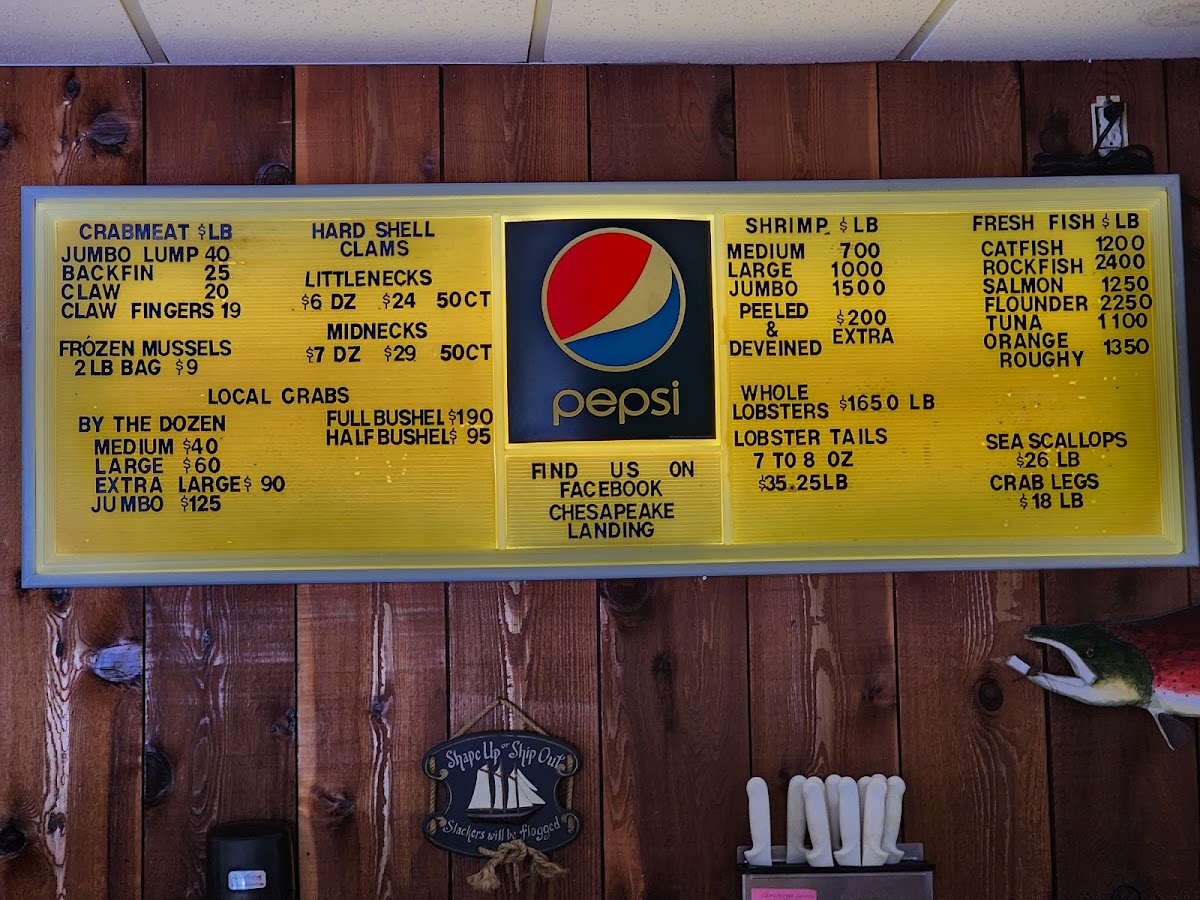 CRABMEAT $LB
JUMBO LUMP 40
BACKFIN 25
CLAW 20
CLAW FINGERS 19
FROZEN MUSSELS
2 LB BAG $9
HARD SHELL
CLAMS
LITTLENECKS
$6 DZ $24 50CT
MIDNECKS
$7 DZ $29 50CT
LOCAL CRABS
BY THE DOZEN
MEDIUM $40
LARGE $60
EXTRA LARGE $ 90
JUMBO $125
FULL BUSHEL $190
HALF BUSHEL $ 95
pepsi
FIND US ON
FACEBOOK
CHESAPEAKE
LANDING
SHRIMP $ LB
MEDIUM 700
LARGE 1000
JUMBO 1500
PEELED
&
DEVEINED
$200
EXTRA
WHOLE
LOBSTERS $1650 LB
LOBSTER TAILS
7 TO 8 OZ
$35.25LB
FRESH FISH $ LB
CATFISH 1200
ROCKFISH 2400
SALMON 1250
FLOUNDER 2250
TUNA 1100
ORANGE
ROUGHY 1350
SEA SCALLOPS
$26 LB
CRAB LEGS
$18 LB
Shape Up or Ship Out
Slackers will be flogged